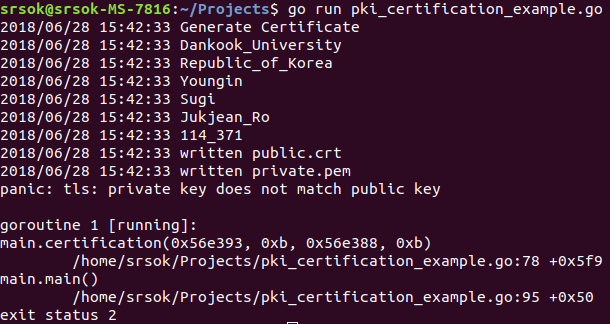 srsok@srsok-MS-7816:~/Projects$ go run pki_certification_example.go
2018/06/28 15:42:33 Generate Certificate
2018/06/28 15:42:33 Dankook_University
2018/06/28 15:42:33 Republic_of_Korea
2018/06/28 15:42:33 Youngin
2018/06/28 15:42:33 Sugi
2018/06/28 15:42:33 Jukjean_Ro
2018/06/28 15:42:33 114_371
2018/06/28 15:42:33 written public.crt
2018/06/28 15:42:33 written private.pem
panic: tls: private key does not match public key
goroutine 1 [running]:
main.certification(0x56e393, 0xb, 0x56e388, 0xb)
/home/srsok/Projects/pki_certification_example.go:78 +0x5f9
main.main()
/home/srsok/Projects/pki_certification_example.go:95 +0x50
exit status 2